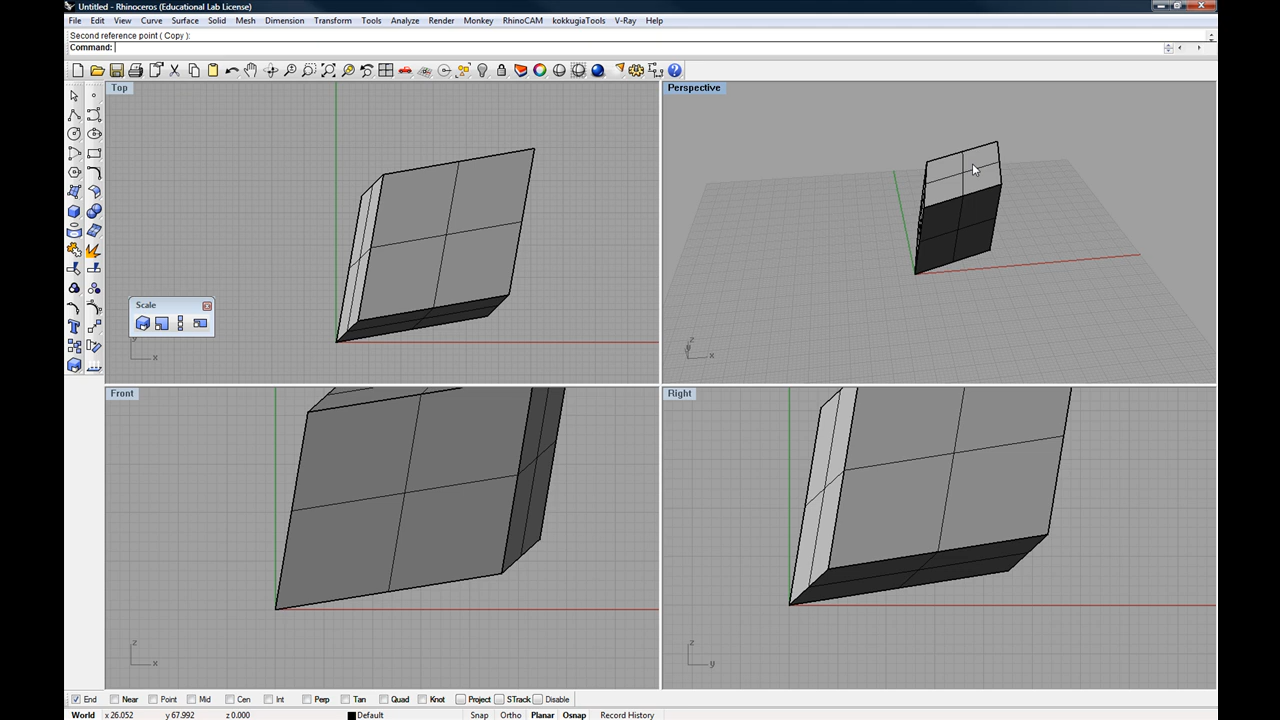 Untitled - Rhinoceros (Educational Lab License)
File Edit View Curve Surface Solid Mesh Dimension Transform Tools Analyze Render Monkey RhinoCAM kokkugiaTools V-Ray Help
Second reference point ( Copy ):
Command:
Top
Perspective
Scale
y
x
z
x
Front
Right
z
x
z
y
End Near Point Mid Cen Int Perp Tan Quad Knot Project STrack Disable
World x 26.052 y 67.992 z 0.000 Default Snap Ortho Planar Osnap Record History